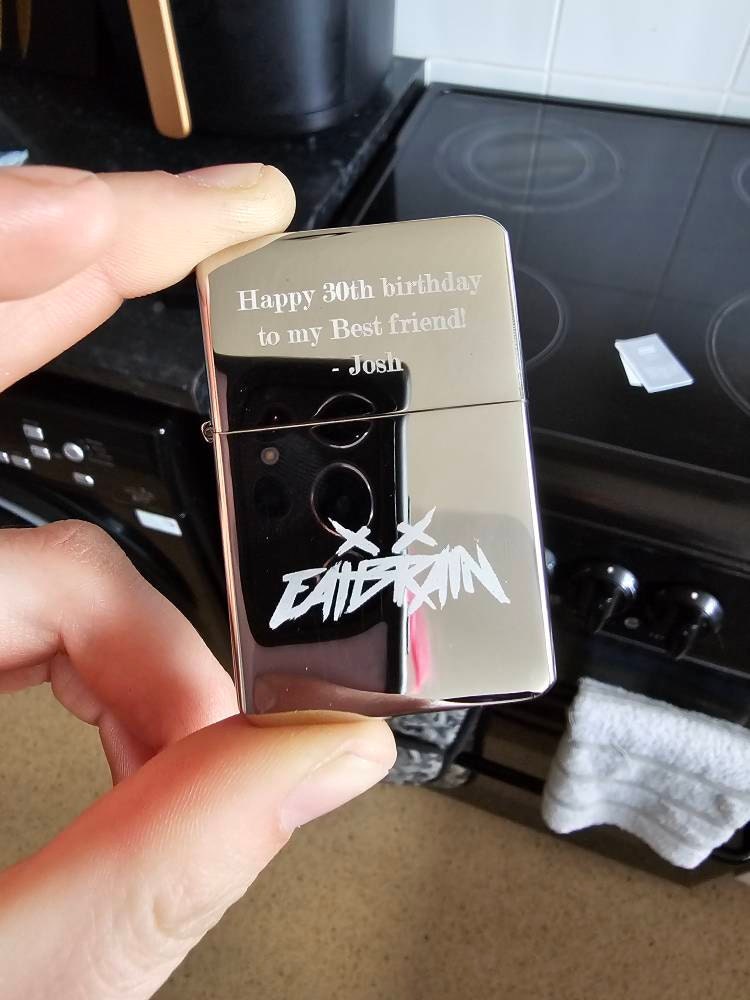 Happy 30th birthday
to my Best friend!
- Josh
EATBRAIN